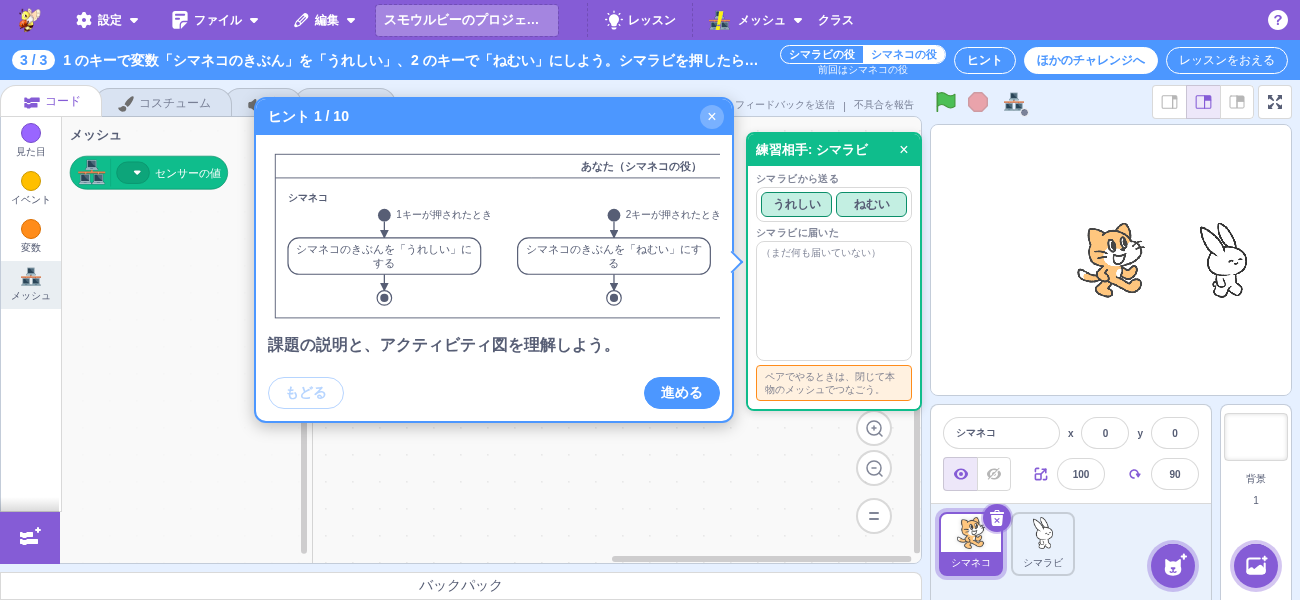 設定
ファイル
編集
スモウルビーのプロジェ…
レッスン
メッシュ
クラス
?
3 / 3
1 のキーで変数「シマネコのきぶん」を「うれしい」、2 のキーで「ねむい」にしよう。シマラビを押したら…
シマラビの役
シマネコの役
前回はシマネコの役
ヒント
ほかのチャレンジへ
レッスンをおえる
コード
コスチューム
フィードバックを送信 | 不具合を報告
見た目
イベント
変数
メッシュ
メッシュ
センサーの値
ヒント 1 / 10
×
あなた（シマネコの役）
シマネコ
1キーが押されたとき
2キーが押されたとき
シマネコのきぶんを「うれしい」に
する
シマネコのきぶんを「ねむい」にす
る
課題の説明と、アクティビティ図を理解しよう。
もどる
進める
練習相手: シマラビ
×
シマラビから送る
うれしい
ねむい
シマラビに届いた
（まだ何も届いていない）
ペアでやるときは、閉じて本
物のメッシュでつなごう。
シマネコ
x
0
y
0
100
90
シマネコ
シマラビ
背景
1
バックパック